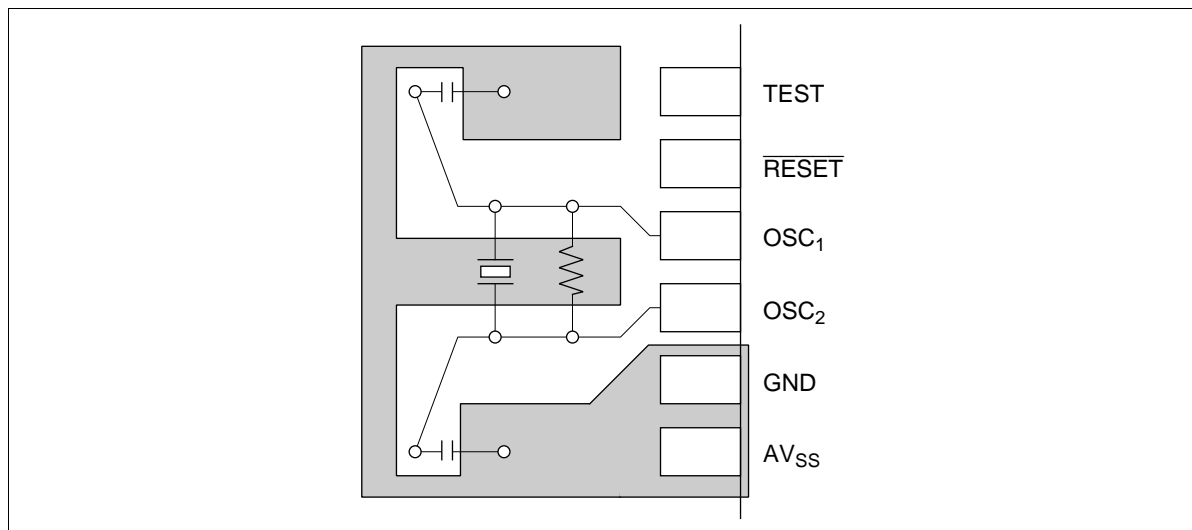 TEST
RESET
OSC1
OSC2
GND
AVSS